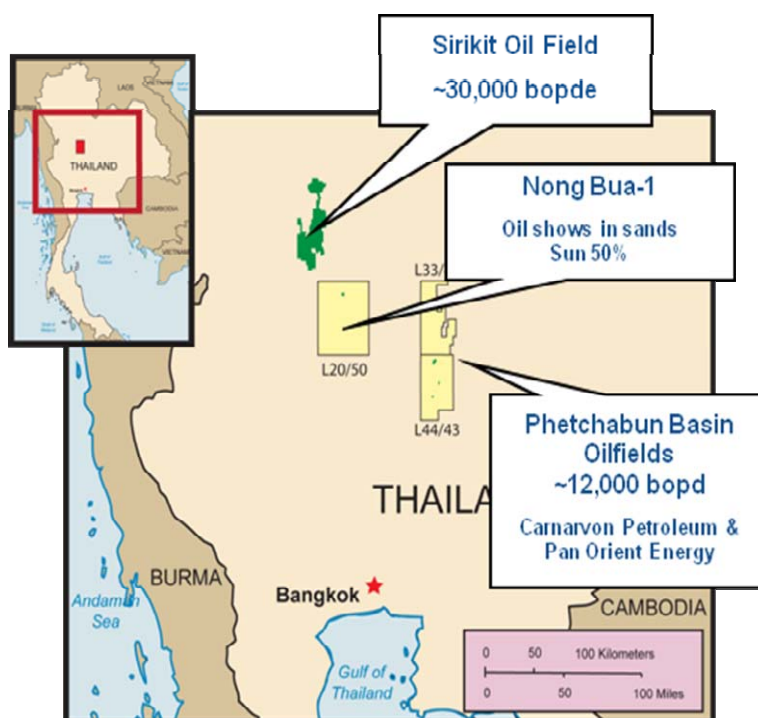 Sirikit Oil Field
~30,000 bopde
LAOS
THAILAND
CAMBODIA
Nong Bua-1
Oil shows in sands
Sun 50%
L33/
L20/50
L44/43
Phetchabun Basin
Oilfields
~12,000 bopd
Carnarvon Petroleum &
Pan Orient Energy
THAILA
BURMA
Bangkok
Andaman
Sea
CAMBODIA
Gulf of
Thailand
0 50 100 Kilometers
0 50 100 Miles